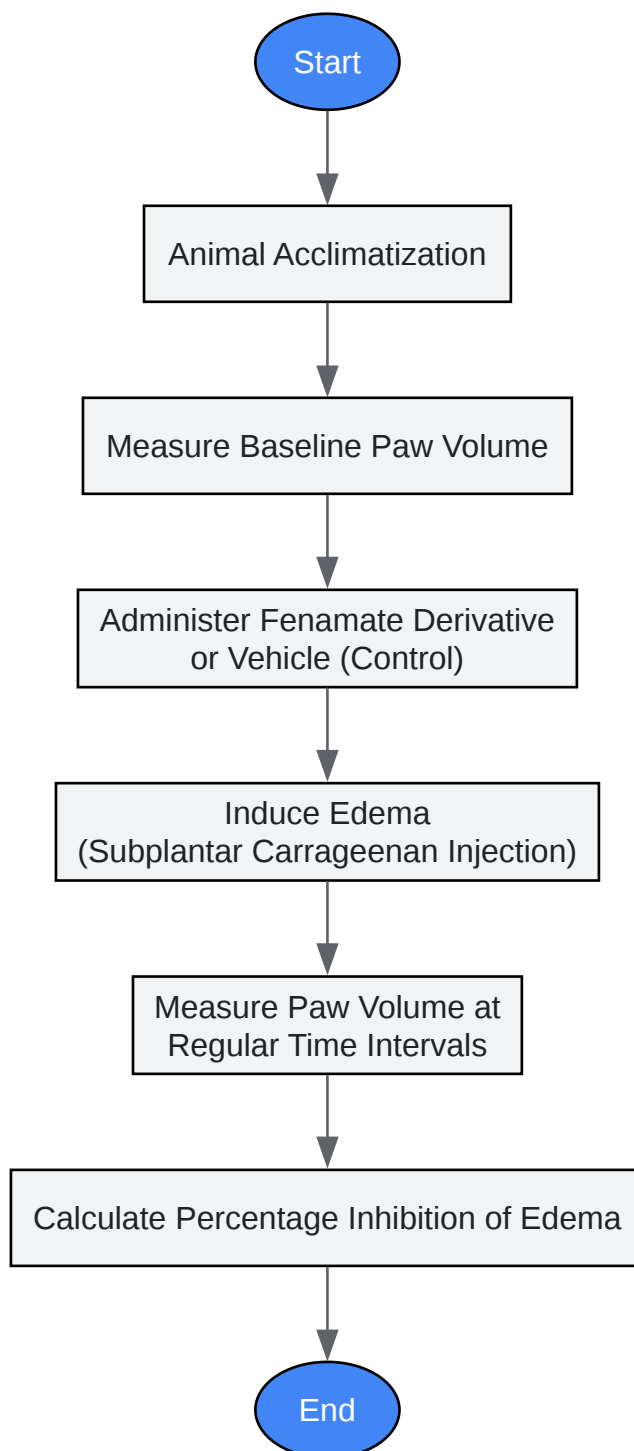 Start
Animal Acclimatization
Measure Baseline Paw Volume
Administer Fenamate Derivative
or Vehicle (Control)
Induce Edema
(Subplantar Carrageenan Injection)
Measure Paw Volume at
Regular Time Intervals
Calculate Percentage Inhibition of Edema
End